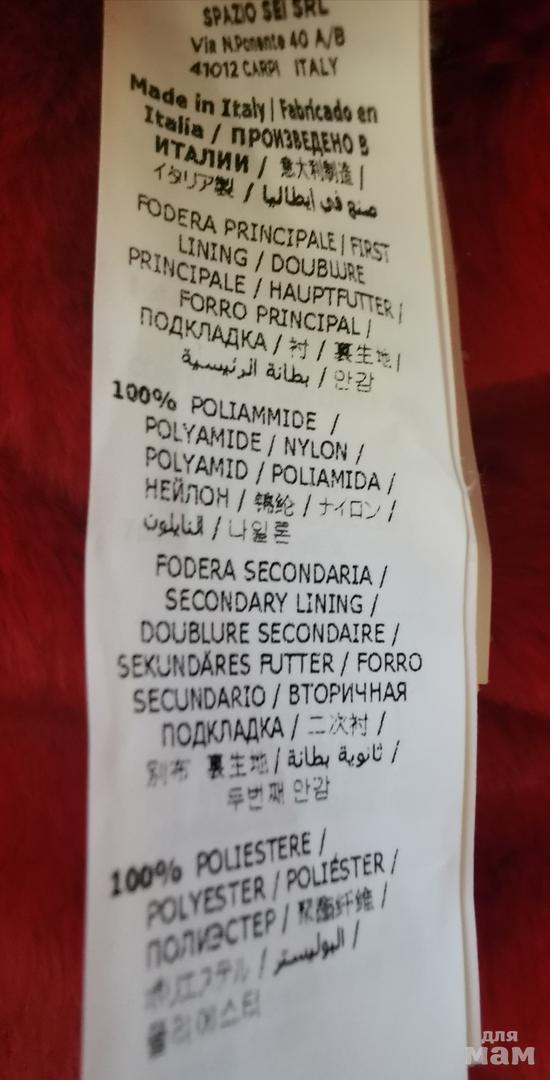 SPAZIO SEI SRL
Via N.Ponente 40 A/B
41012 CARPI ITALY
Made in Italy | Fabricado en
Italia / ПРОИЗВЕДЕНО В
ИТАЛИИ / 意大利制造 |
イタリア製 / صنع في إيطاليا
FODERA PRINCIPALE | FIRST
LINING / DOUBLURE
PRINCIPALE / HAUPTFUTTER /
FORRO PRINCIPAL /
ПОДКЛАДКА / 衬 / 裏生地 |
بطانة الرئيسية / 안감
100% POLIAMMIDE /
POLYAMIDE / NYLON /
POLYAMID / POLIAMIDA /
НЕЙЛОН / 锦纶 / ナイロン /
النايلون / 나일론
FODERA SECONDARIA /
SECONDARY LINING /
DOUBLURE SECONDAIRE /
SEKUNDÄRES FUTTER / FORRO
SECUNDARIO / ВТОРИЧНАЯ
ПОДКЛАДКА / 二次衬 /
別布 裏生地 / ثانوية بطانة /
두번째 안감
100% POLIESTERE /
POLYESTER / POLIÉSTER /
ПОЛИЭСТЕР / 聚酯纤维 /
ポリエステル / البوليستر /
폴리에스터
для
мам